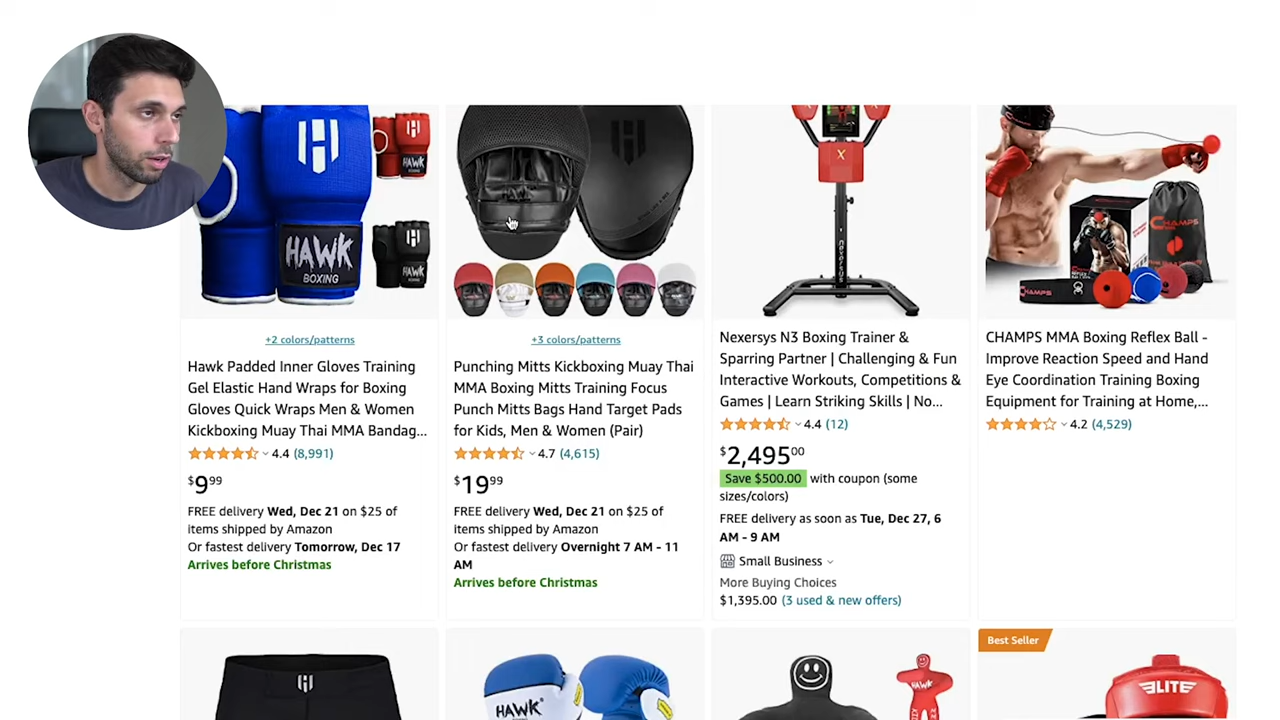 HAWK
BOXING
HAWK
HAWK
+2 colors/patterns
Hawk Padded Inner Gloves Training
Gel Elastic Hand Wraps for Boxing
Gloves Quick Wraps Men & Women
Kickboxing Muay Thai MMA Bandag...
4.4 (8,991)
$9.99
FREE delivery Wed, Dec 21 on $25 of
items shipped by Amazon
Or fastest delivery Tomorrow, Dec 17
Arrives before Christmas
+3 colors/patterns
Punching Mitts Kickboxing Muay Thai
MMA Boxing Mitts Training Focus
Punch Mitts Bags Hand Target Pads
for Kids, Men & Women (Pair)
4.7 (4,615)
$19.99
FREE delivery Wed, Dec 21 on $25 of
items shipped by Amazon
Or fastest delivery Overnight 7 AM - 11
AM
Arrives before Christmas
X
nexersys
Nexersys N3 Boxing Trainer &
Sparring Partner | Challenging & Fun
Interactive Workouts, Competitions &
Games | Learn Striking Skills | No...
4.4 (12)
$2,495.00
Save $500.00 with coupon (some
sizes/colors)
FREE delivery as soon as Tue, Dec 27, 6
AM - 9 AM
Small Business
More Buying Choices
$1,395.00 (3 used & new offers)
CHAMPS
CHAMPS
CHAMPS MMA Boxing Reflex Ball -
Improve Reaction Speed and Hand
Eye Coordination Training Boxing
Equipment for Training at Home,...
4.2 (4,529)
HAWK
HAWK
Best Seller
ELITE